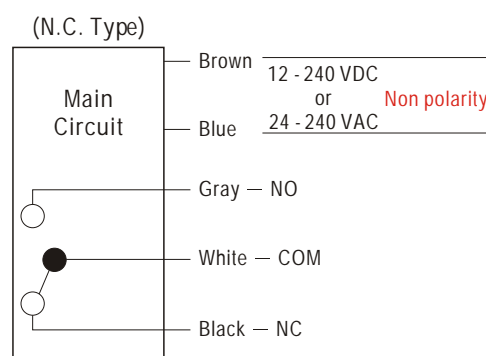 (N.C. Type)
Main
Circuit
Brown
12 - 240 VDC
or
Non polarity
24 - 240 VAC
Blue
Gray — NO
White — COM
Black — NC